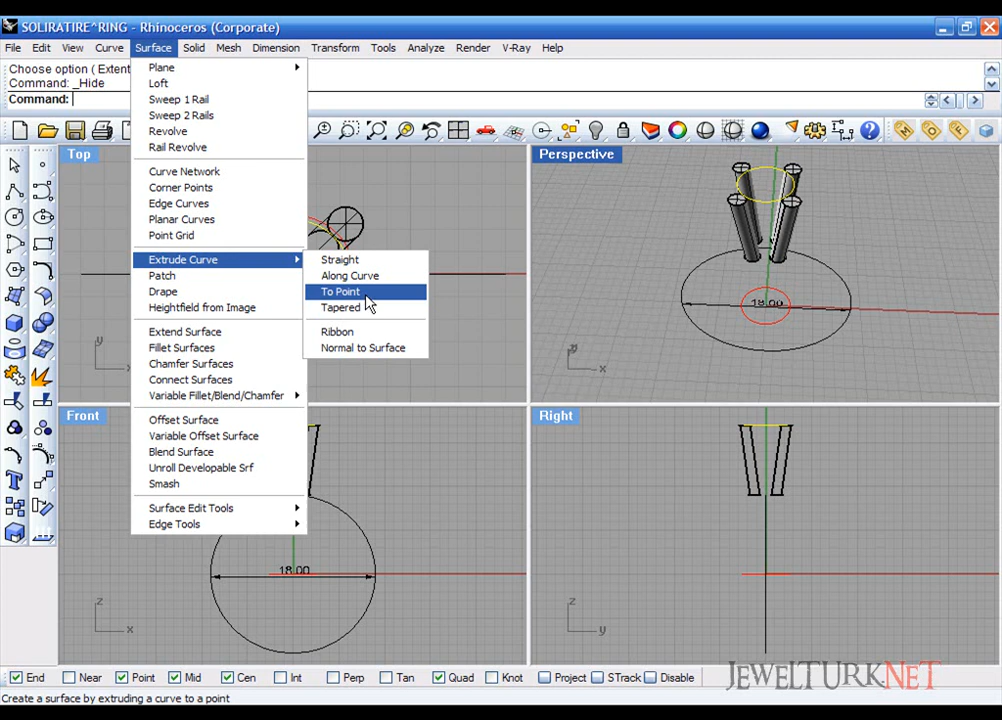 SOLIRATIRE^RING - Rhinoceros (Corporate)
File Edit View Curve Surface Solid Mesh Dimension Transform Tools Analyze Render V-Ray Help
Choose option ( Extent
Command: _Hide
Command:
Plane
Loft
Sweep 1 Rail
Sweep 2 Rails
Revolve
Rail Revolve
Curve Network
Corner Points
Edge Curves
Planar Curves
Point Grid
Extrude Curve
Patch
Drape
Heightfield from Image
Extend Surface
Fillet Surfaces
Chamfer Surfaces
Connect Surfaces
Variable Fillet/Blend/Chamfer
Offset Surface
Variable Offset Surface
Blend Surface
Unroll Developable Srf
Smash
Surface Edit Tools
Edge Tools
Straight
Along Curve
To Point
Tapered
Ribbon
Normal to Surface
Top
y
x
Perspective
18.00
y
x
Front
18.00
z
x
Right
z
y
End Near Point Mid Cen Int Perp Tan Quad Knot Project STrack Disable
JEWELTURKNET
Create a surface by extruding a curve to a point